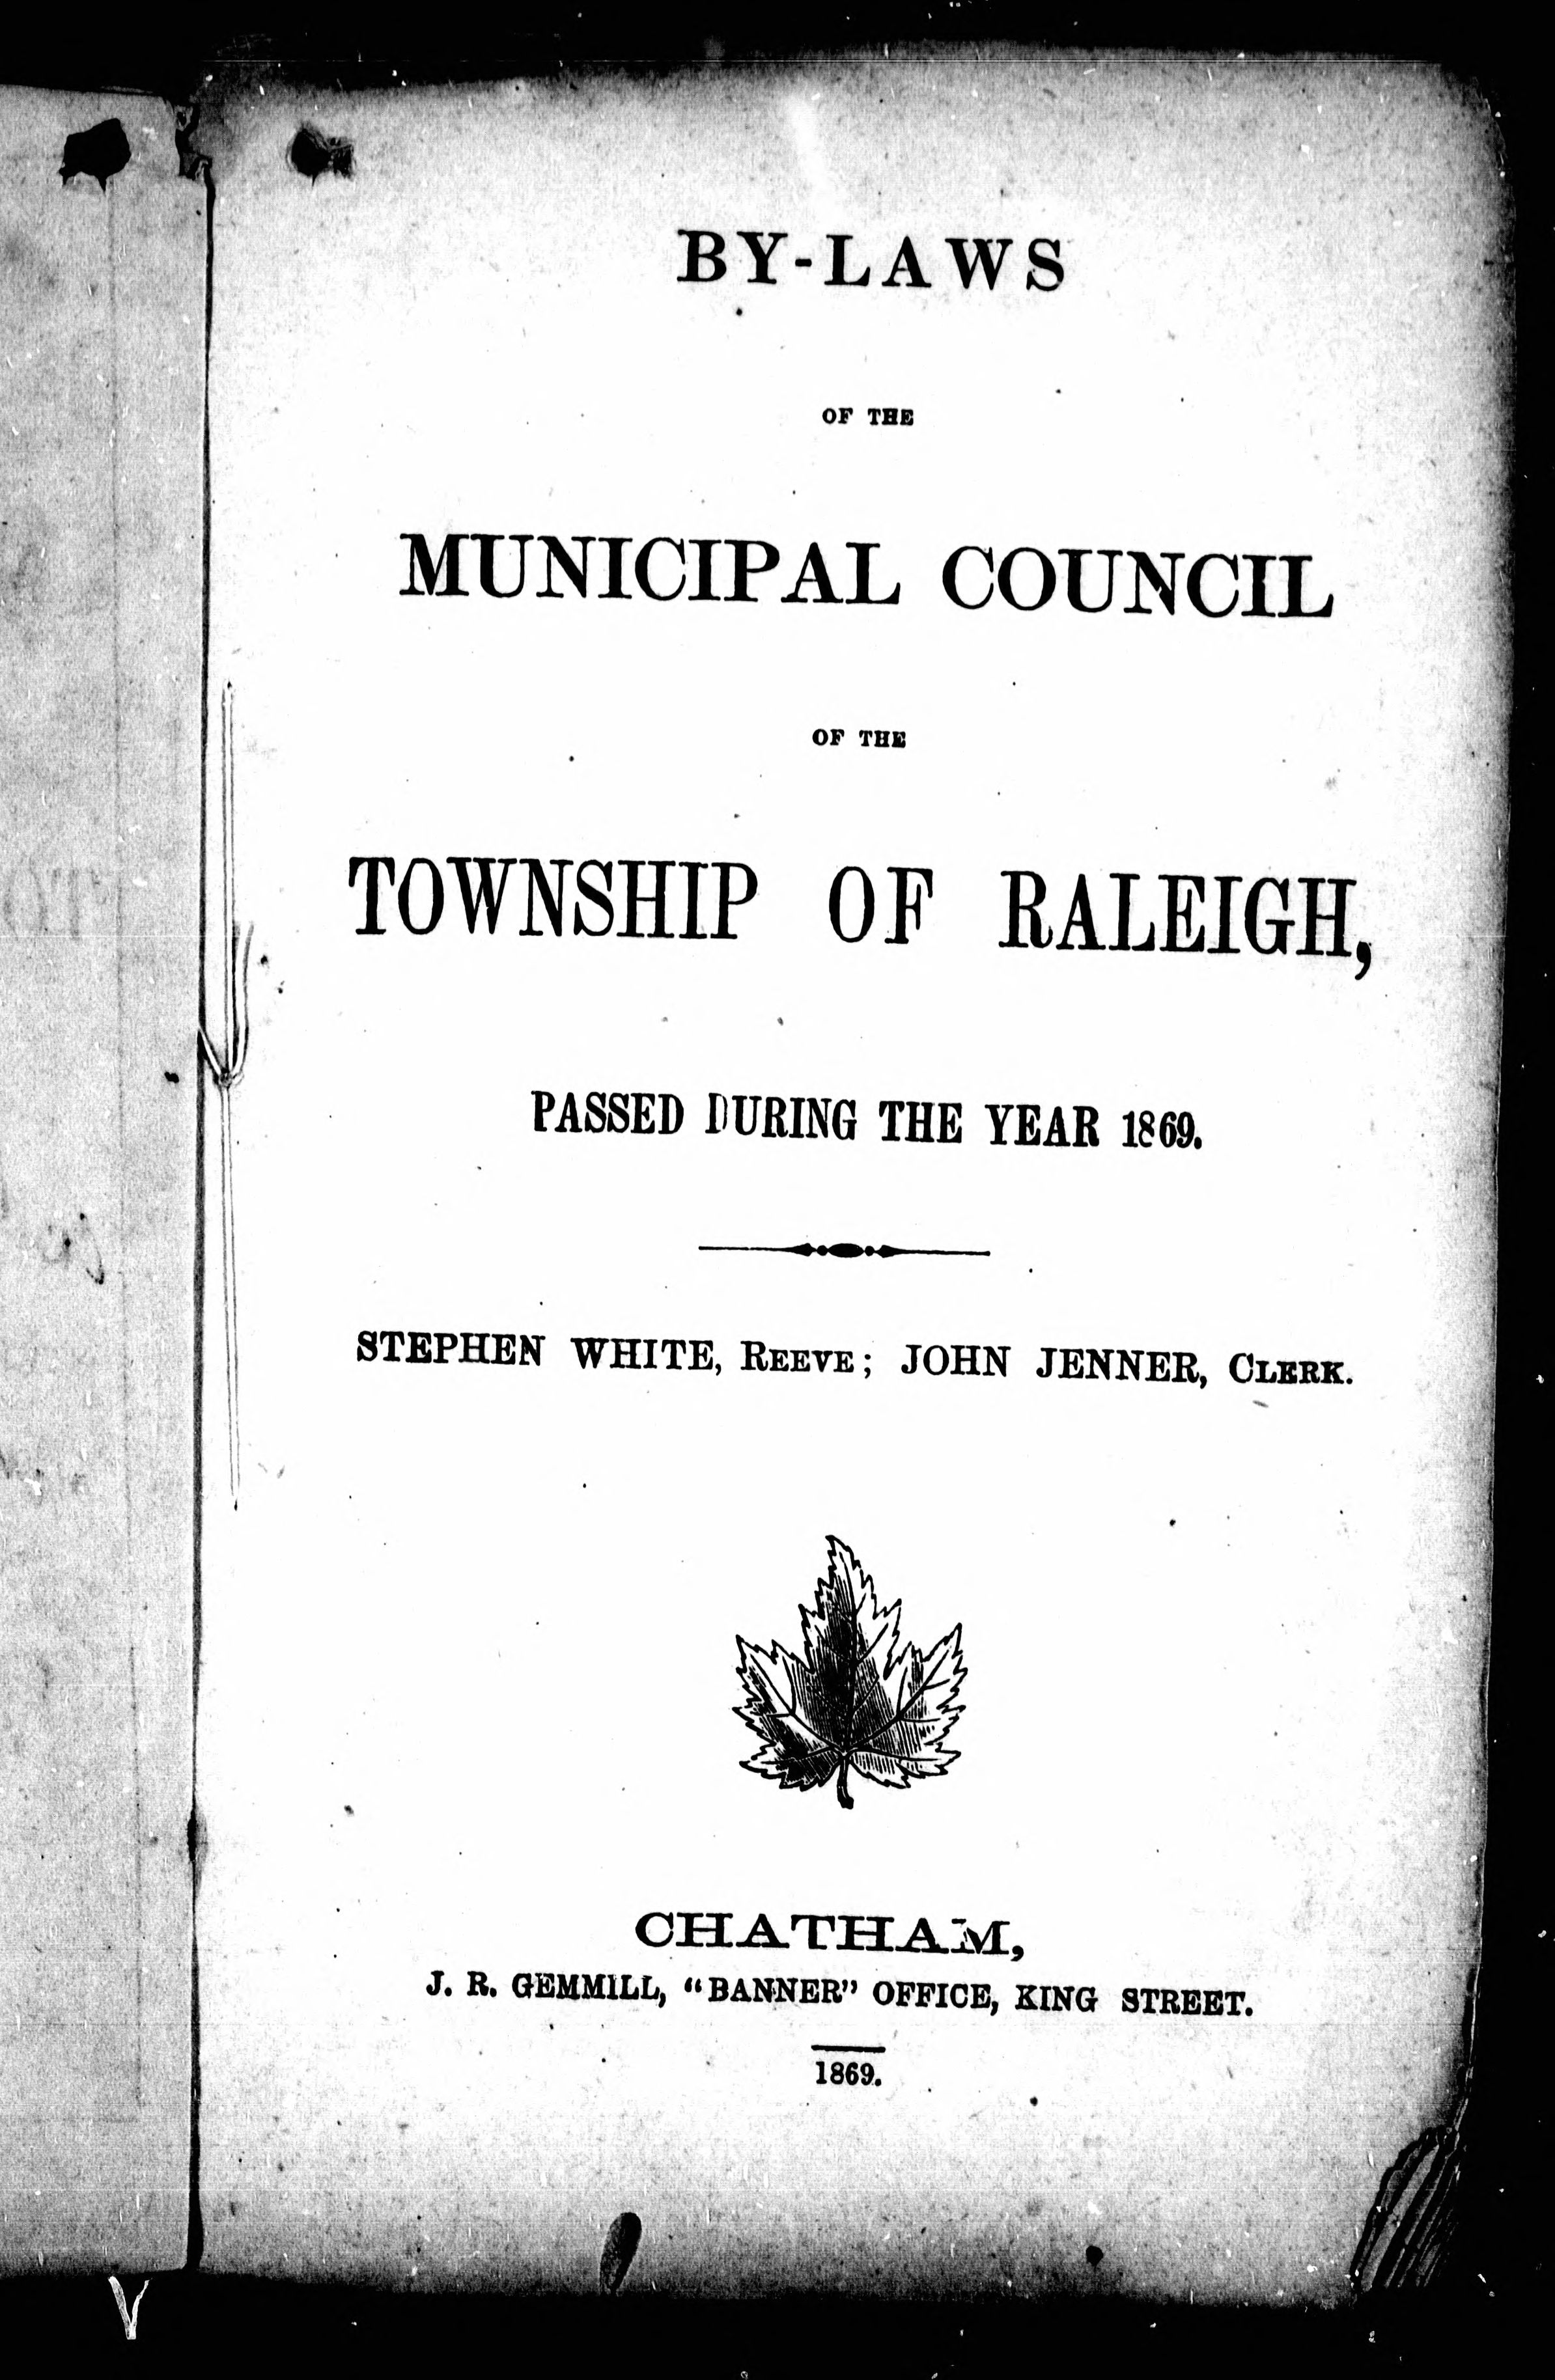 BY-LAWS
OF THE
MUNICIPAL COUNCIL
OF THE
TOWNSHIP OF RALEIGH,
PASSED DURING THE YEAR 1869.
STEPHEN WHITE, REEVE; JOHN JENNER, CLERK.
CHATHAM,
J. R. GEMMILL, "BANNER" OFFICE, KING STREET.
1869.